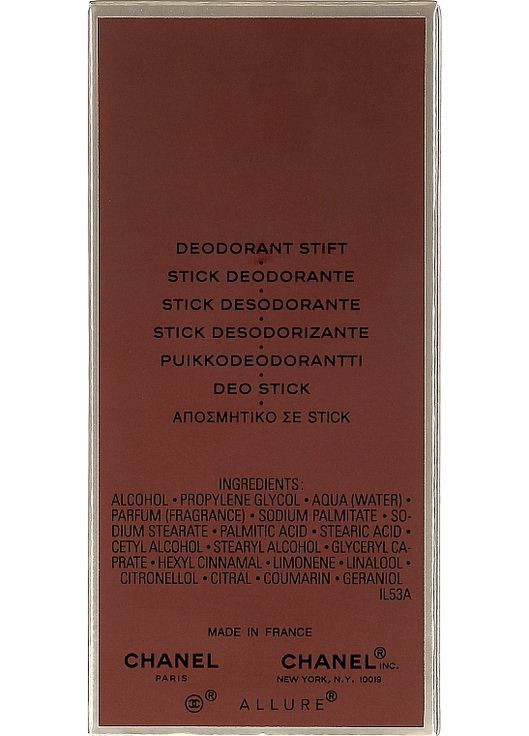 DEODORANT STIFT
•
STICK DEODORANTE
•
STICK DESODORANTE
•
STICK DESODORIZANTE
•
PUIKKODEODORANTTI
•
DEO STICK
•
ΑΠΟΣΜΗΤΙΚΟ ΣΕ STICK
INGREDIENTS:
ALCOHOL • PROPYLENE GLYCOL • AQUA (WATER) •
PARFUM (FRAGRANCE) • SODIUM PALMITATE • SO-
DIUM STEARATE • PALMITIC ACID • STEARIC ACID •
CETYL ALCOHOL • STEARYL ALCOHOL • GLYCERYL CA-
PRATE • HEXYL CINNAMAL • LIMONENE • LINALOOL •
CITRONELLOL • CITRAL • COUMARIN • GERANIOL
IL53A
MADE IN FRANCE
CHANEL CHANEL® INC.
PARIS NEW YORK, N.Y. 10019
® ALLURE®